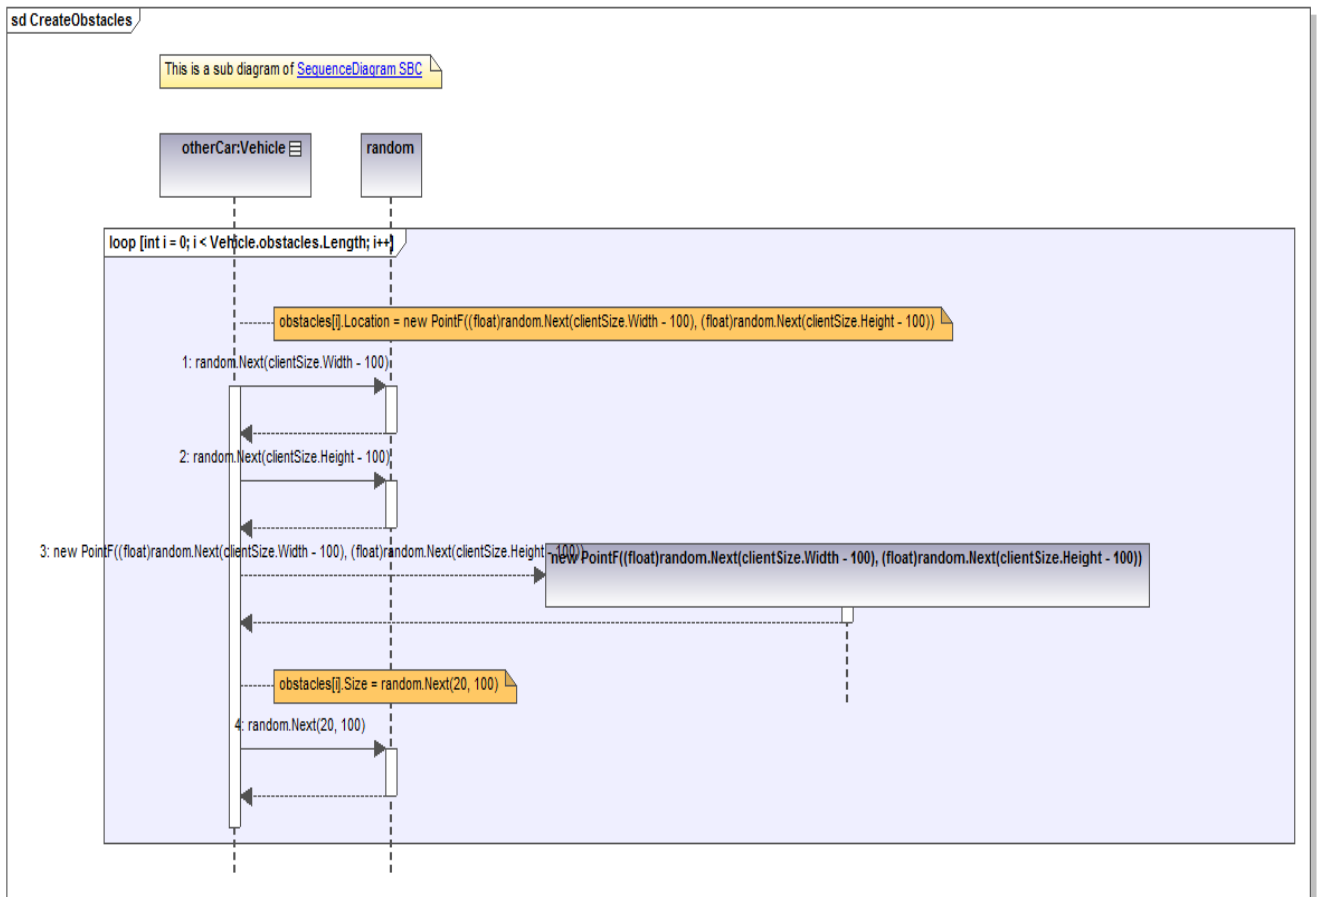 sd CreateObstacles
This is a sub diagram of SequenceDiagram SBC
otherCar:Vehicle
random
loop [int i = 0; i < Vehicle.obstacles.Length; i++]
obstacles[i].Location = new PointF((float)random.Next(clientSize.Width - 100), (float)random.Next(clientSize.Height - 100))
1: random.Next(clientSize.Width - 100)
2: random.Next(clientSize.Height - 100)
3: new PointF((float)random.Next(clientSize.Width - 100), (float)random.Next(clientSize.Height - 100))
new PointF((float)random.Next(clientSize.Width - 100), (float)random.Next(clientSize.Height - 100))
obstacles[i].Size = random.Next(20, 100)
4: random.Next(20, 100)